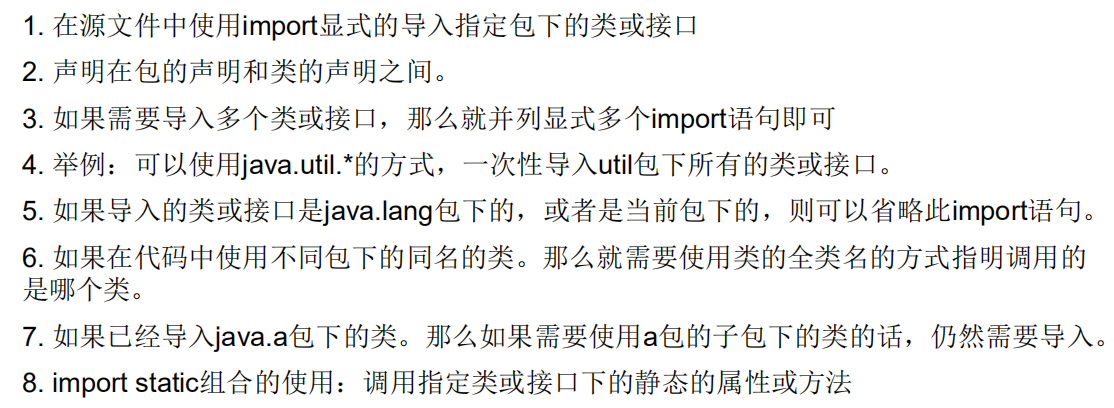 1. 在源文件中使用import显式的导入指定包下的类或接口
2. 声明在包的声明和类的声明之间。
3. 如果需要导入多个类或接口，那么就并列显式多个import语句即可
4. 举例：可以使用java.util.*的方式，一次性导入util包下所有的类或接口。
5. 如果导入的类或接口是java.lang包下的，或者是当前包下的，则可以省略此import语句。
6. 如果在代码中使用不同包下的同名的类。那么就需要使用类的全类名的方式指明调用的
是哪个类。
7. 如果已经导入java.a包下的类。那么如果需要使用a包的子包下的类的话，仍然需要导入。
8. import static组合的使用：调用指定类或接口下的静态的属性或方法